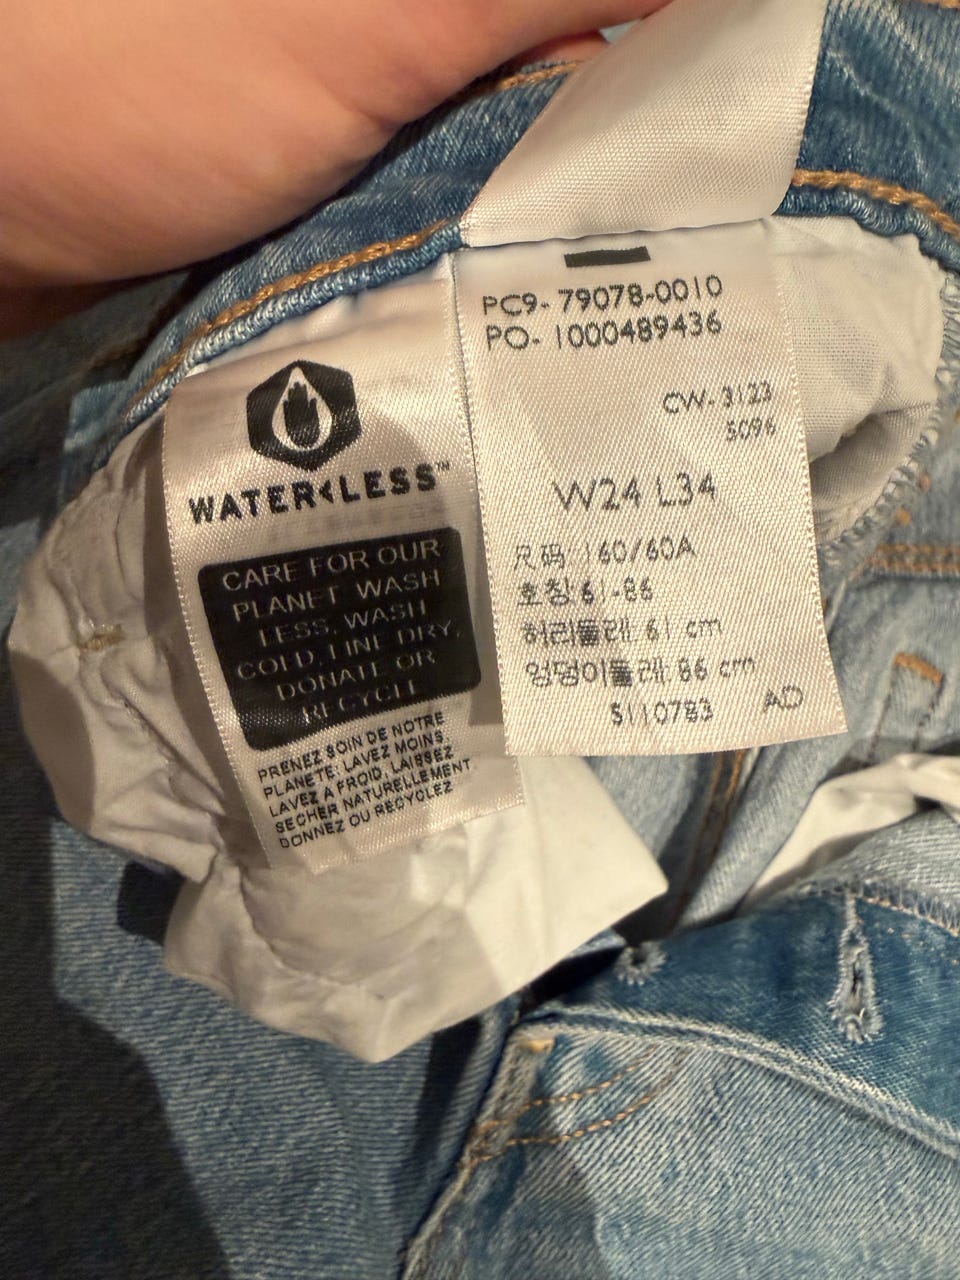 WATER<LESS™
CARE FOR OUR
PLANET WASH
LESS, WASH
COLD, LINE DRY,
DONATE OR
RECYCLE
PRENEZ SOIN DE NOTRE
PLANETE: LAVEZ MOINS,
LAVEZ A FROID, LAISSEZ
SECHER NATURELLEMENT
DONNEZ OU RECYCLEZ
PC9- 79078-0010
PO- 1000489436
CW- 3123
5096
W24 L34
尺码 160/60A
호칭 61-86
허리둘레: 61 cm
엉덩이둘레: 86 cm
S110783 AD